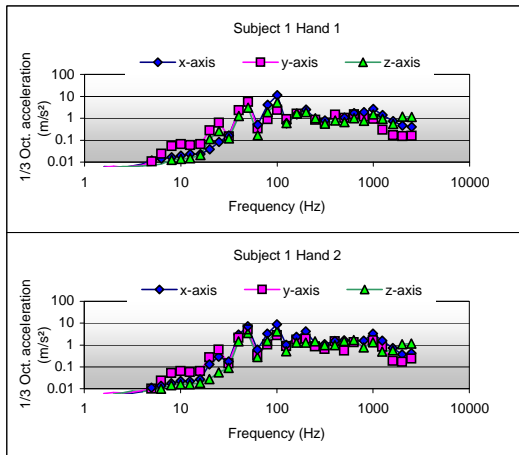 Subject 1 Hand 1
x-axis y-axis z-axis
1/3 Oct. acceleration
(m/s²)
100
10
1
0.1
0.01
1 10 100 1000 10000
Frequency (Hz)
Subject 1 Hand 2
x-axis y-axis z-axis
1/3 Oct. acceleration
(m/s²)
100
10
1
0.1
0.01
1 10 100 1000 10000
Frequency (Hz)